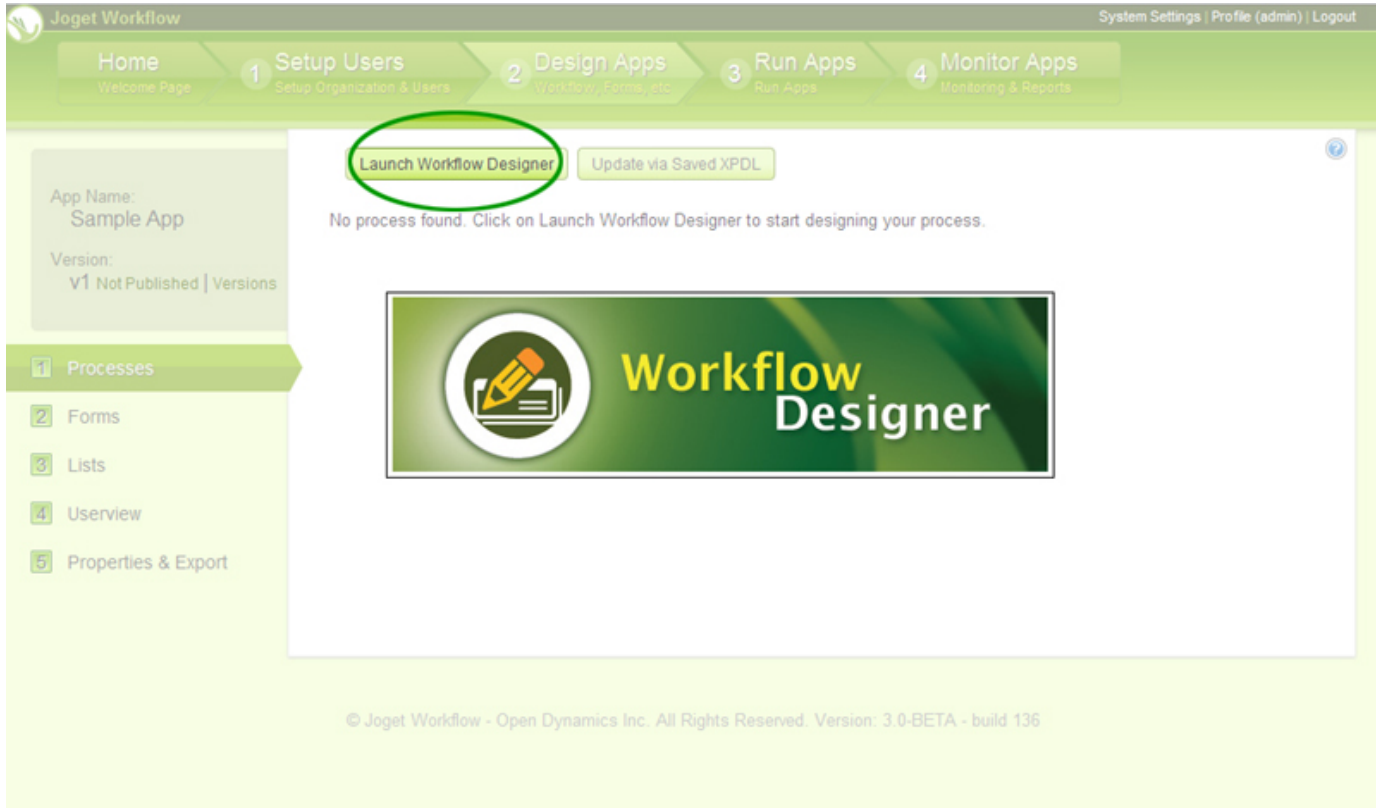 Joget Workflow
System Settings | Profile (admin) | Logout
Home
Welcome Page
1 Setup Users
Setup Organization & Users
2 Design Apps
Workflow, Forms, etc
3 Run Apps
Run Apps
4 Monitor Apps
Monitoring & Reports
Launch Workflow Designer
Update via Saved XPDL
?
App Name:
Sample App
Version:
v1 Not Published | Versions
No process found. Click on Launch Workflow Designer to start designing your process.
Workflow
Designer
1 Processes
2 Forms
3 Lists
4 Userview
5 Properties & Export
© Joget Workflow - Open Dynamics Inc. All Rights Reserved. Version: 3.0-BETA - build 136